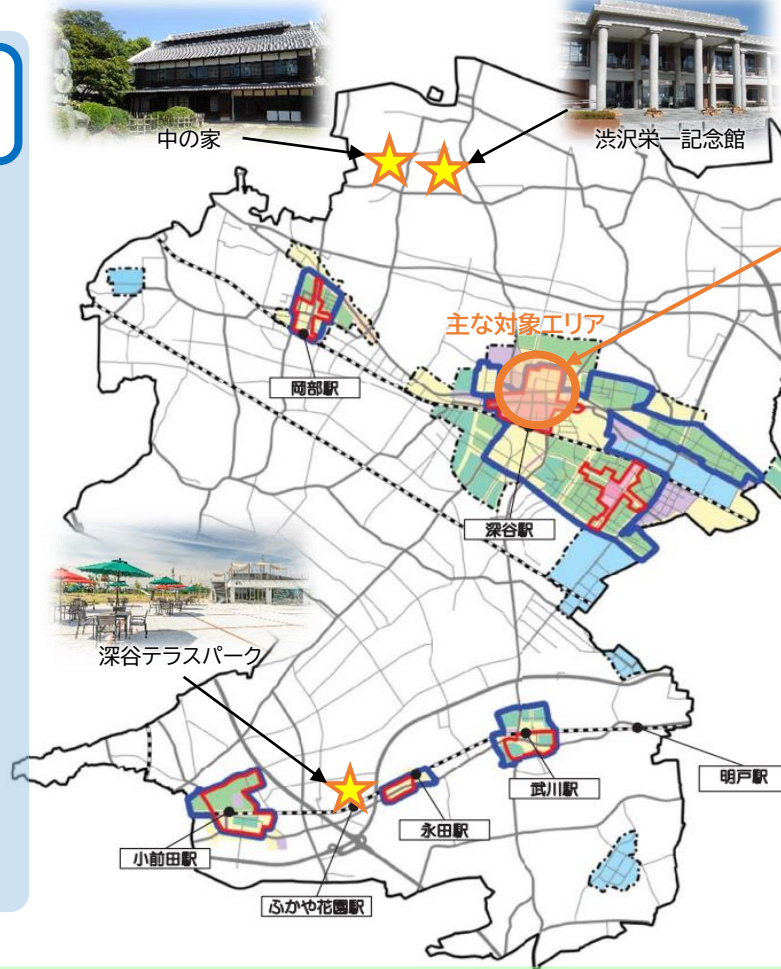 中の家
渋沢栄一記念館
主な対象エリア
岡部駅
深谷駅
深谷テラスパーク
明戸駅
武川駅
永田駅
小前田駅
ふかや花園駅